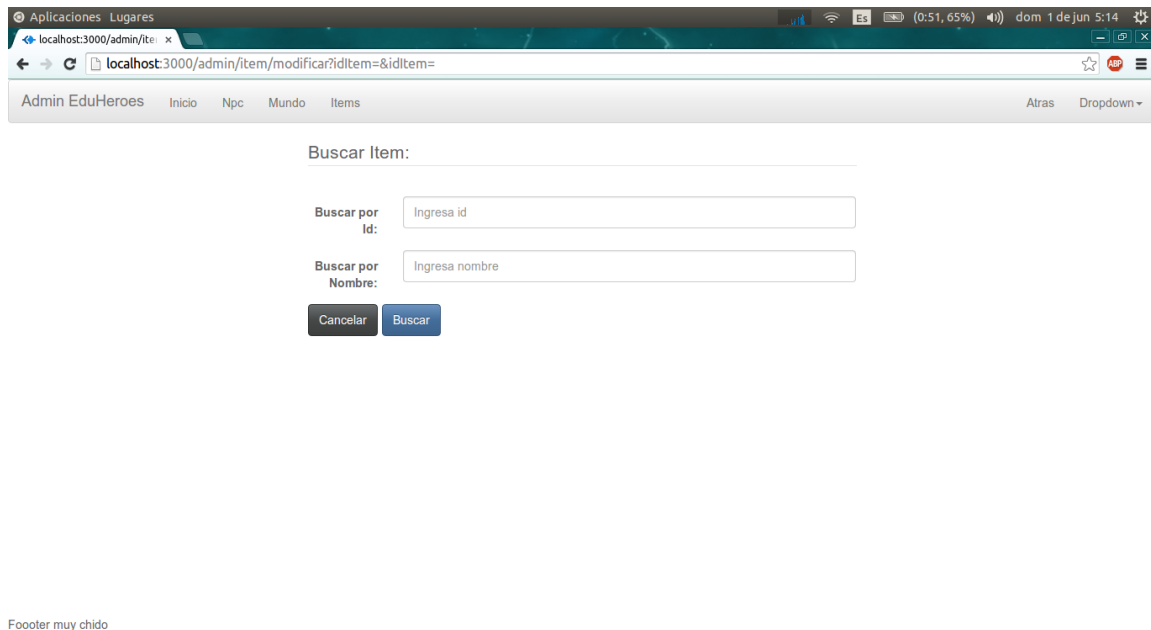 Aplicaciones Lugares
Es (0:51, 65%) dom 1 de jun 5:14
localhost:3000/admin/ite
localhost:3000/admin/item/modificar?idItem=&idItem=
ABP
Admin EduHeroes Inicio Npc Mundo Items Atras Dropdown
Buscar Item:
Buscar por Id:
Ingresa id
Buscar por Nombre:
Ingresa nombre
Cancelar Buscar
Foooter muy chido